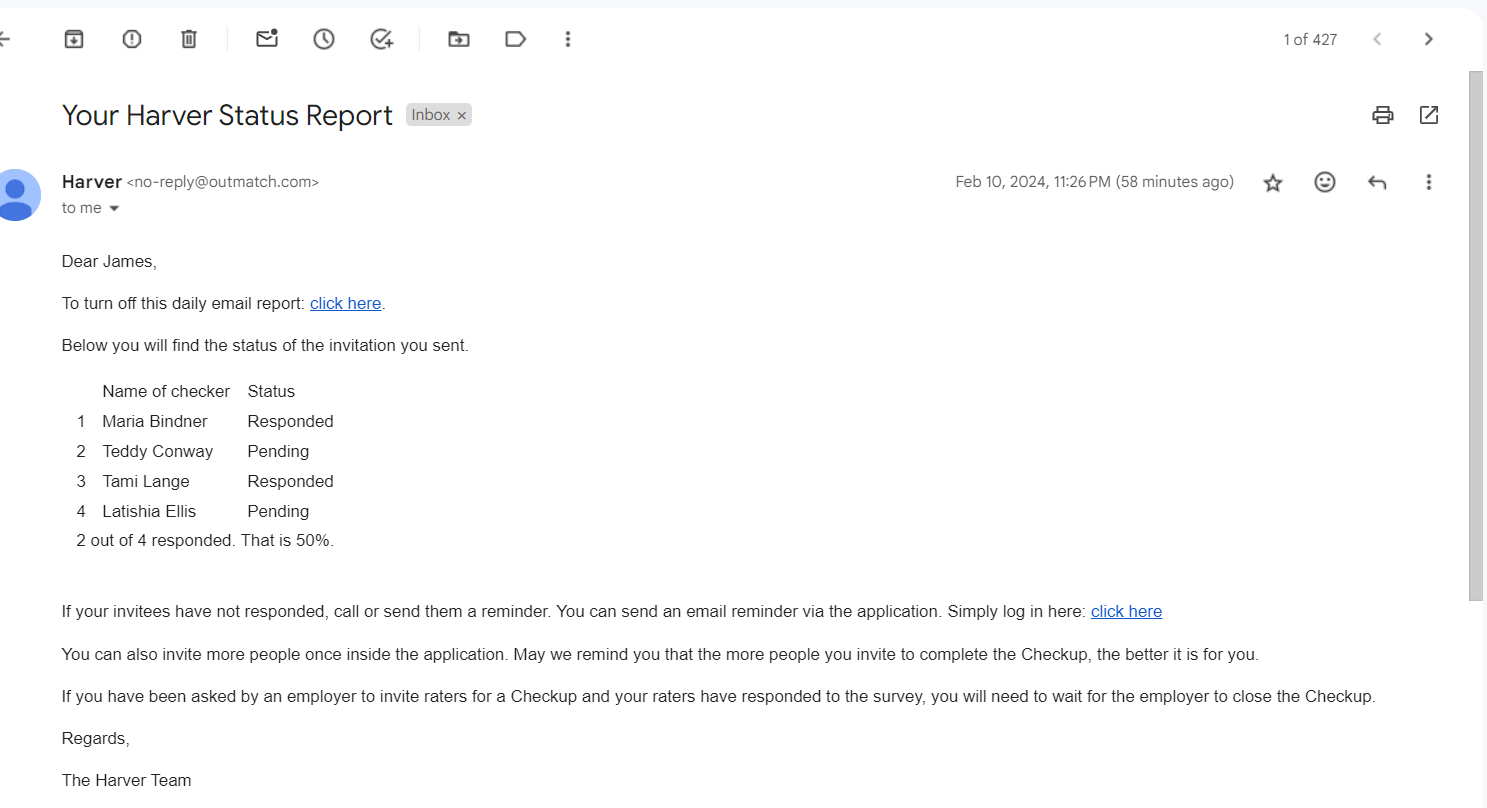 1 of 427
Your Harver Status Report Inbox ×
Harver <no-reply@outmatch.com> Feb 10, 2024, 11:26 PM (58 minutes ago)
to me
Dear James,
To turn off this daily email report: click here.
Below you will find the status of the invitation you sent.
Name of checker Status
1 Maria Bindner Responded
2 Teddy Conway Pending
3 Tami Lange Responded
4 Latishia Ellis Pending
2 out of 4 responded. That is 50%.
If your invitees have not responded, call or send them a reminder. You can send an email reminder via the application. Simply log in here: click here
You can also invite more people once inside the application. May we remind you that the more people you invite to complete the Checkup, the better it is for you.
If you have been asked by an employer to invite raters for a Checkup and your raters have responded to the survey, you will need to wait for the employer to close the Checkup.
Regards,
The Harver Team